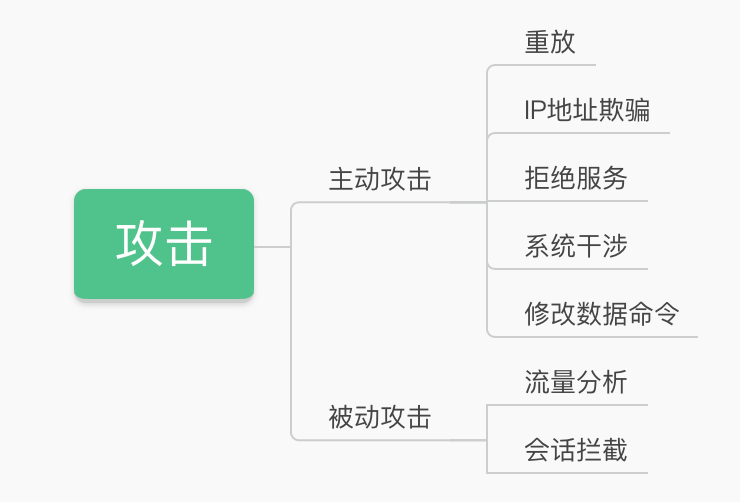 攻击
主动攻击
重放
IP地址欺骗
拒绝服务
系统干涉
修改数据命令
被动攻击
流量分析
会话拦截